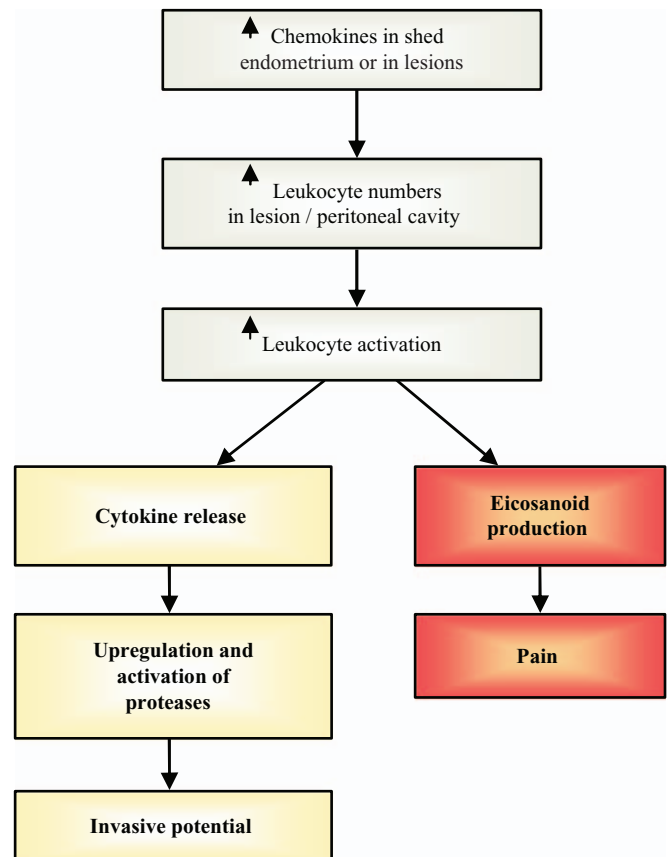 Chemokines in shed
endometrium or in lesions
Leukocyte numbers
in lesion / peritoneal cavity
Leukocyte activation
Cytokine release
Eicosanoid
production
Upregulation and
activation of
proteases
Pain
Invasive potential